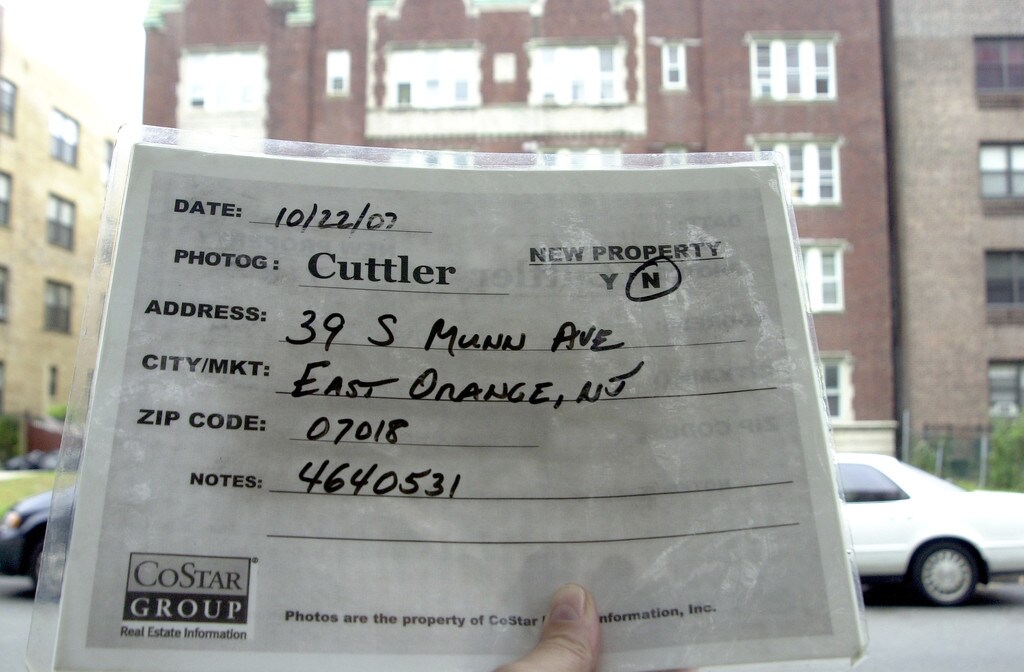 DATE: 10/22/07
PHOTOG: Cuttler
NEW PROPERTY
Y N
ADDRESS: 39 S MUNN AVE
CITY/MKT: EAST ORANGE, NJ
ZIP CODE: 07018
NOTES: 4640531
COSTAR®
GROUP
Real Estate Information
Photos are the property of CoStar Information, Inc.